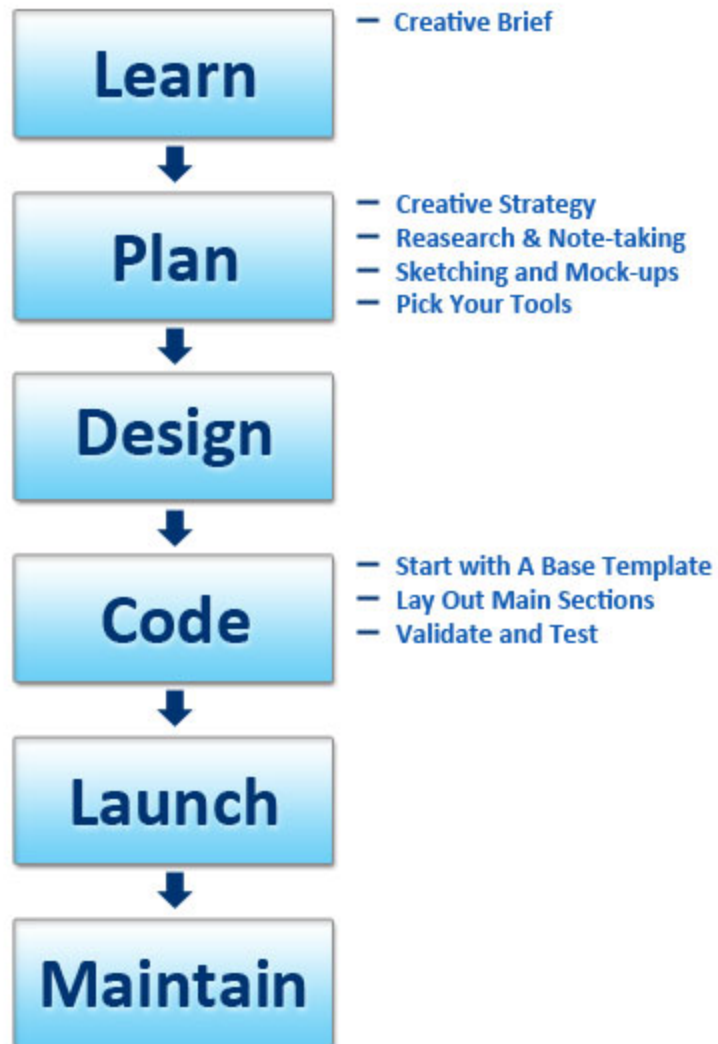 Learn
— Creative Brief
Plan
— Creative Strategy
— Reasearch & Note-taking
— Sketching and Mock-ups
— Pick Your Tools
Design
Code
— Start with A Base Template
— Lay Out Main Sections
— Validate and Test
Launch
Maintain